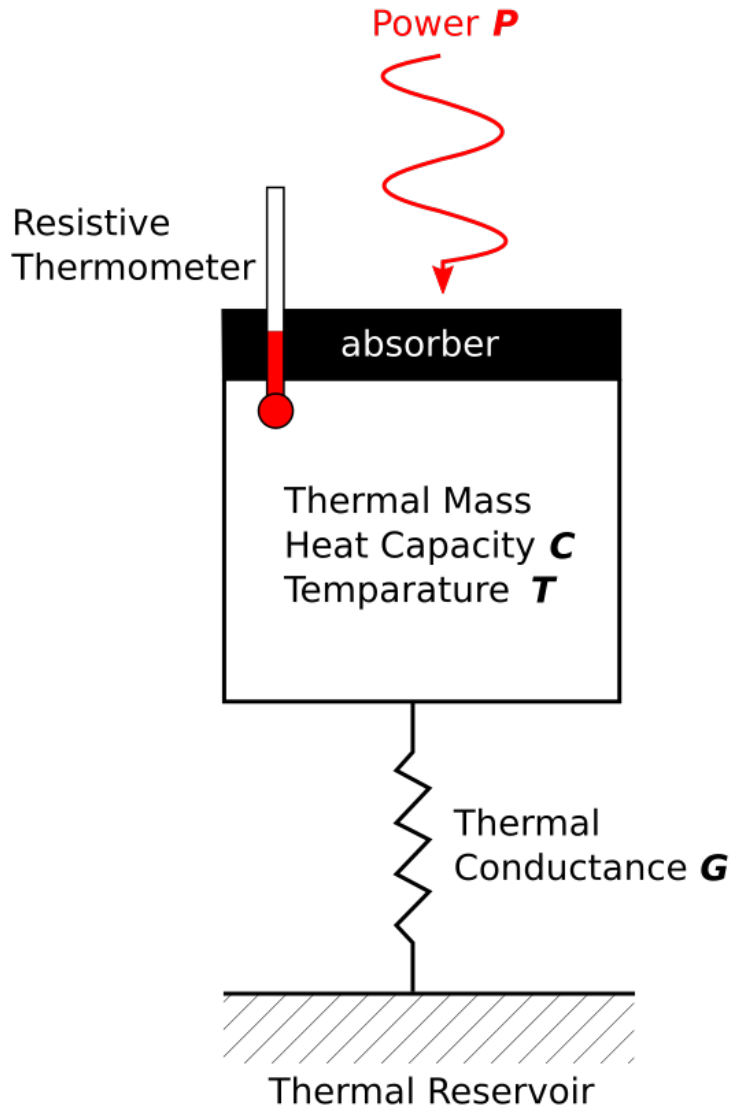 Power P
Resistive
Thermometer
absorber
Thermal Mass
Heat Capacity C
Temparature T
Thermal
Conductance G
Thermal Reservoir